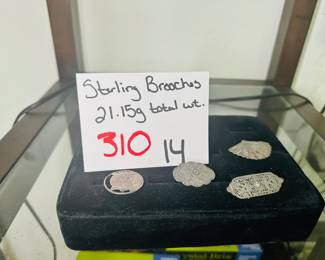 Sterling Brooches
21.15g total wt.
310 14